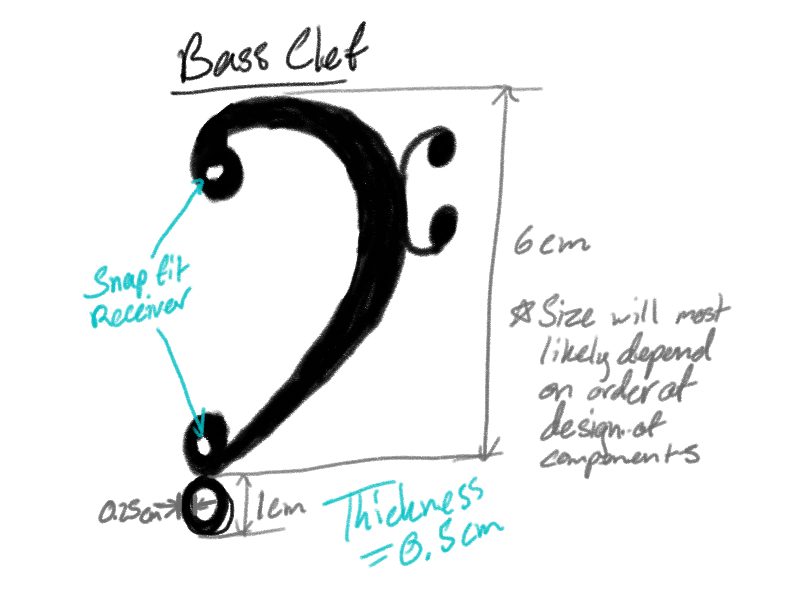 Bass Clef
6cm
Snap fit
Receiver
☆ Size will most
likely depend
on order of
design of
components
0.25cm
1cm
Thickness
= 0.5cm